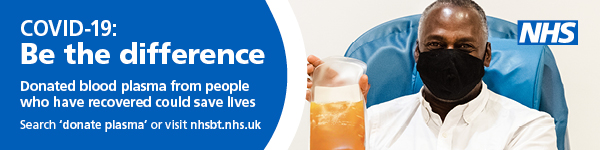 COVID-19:
Be the difference
Donated blood plasma from people
who have recovered could save lives
Search ‘donate plasma’ or visit nhsbt.nhs.uk
NHS